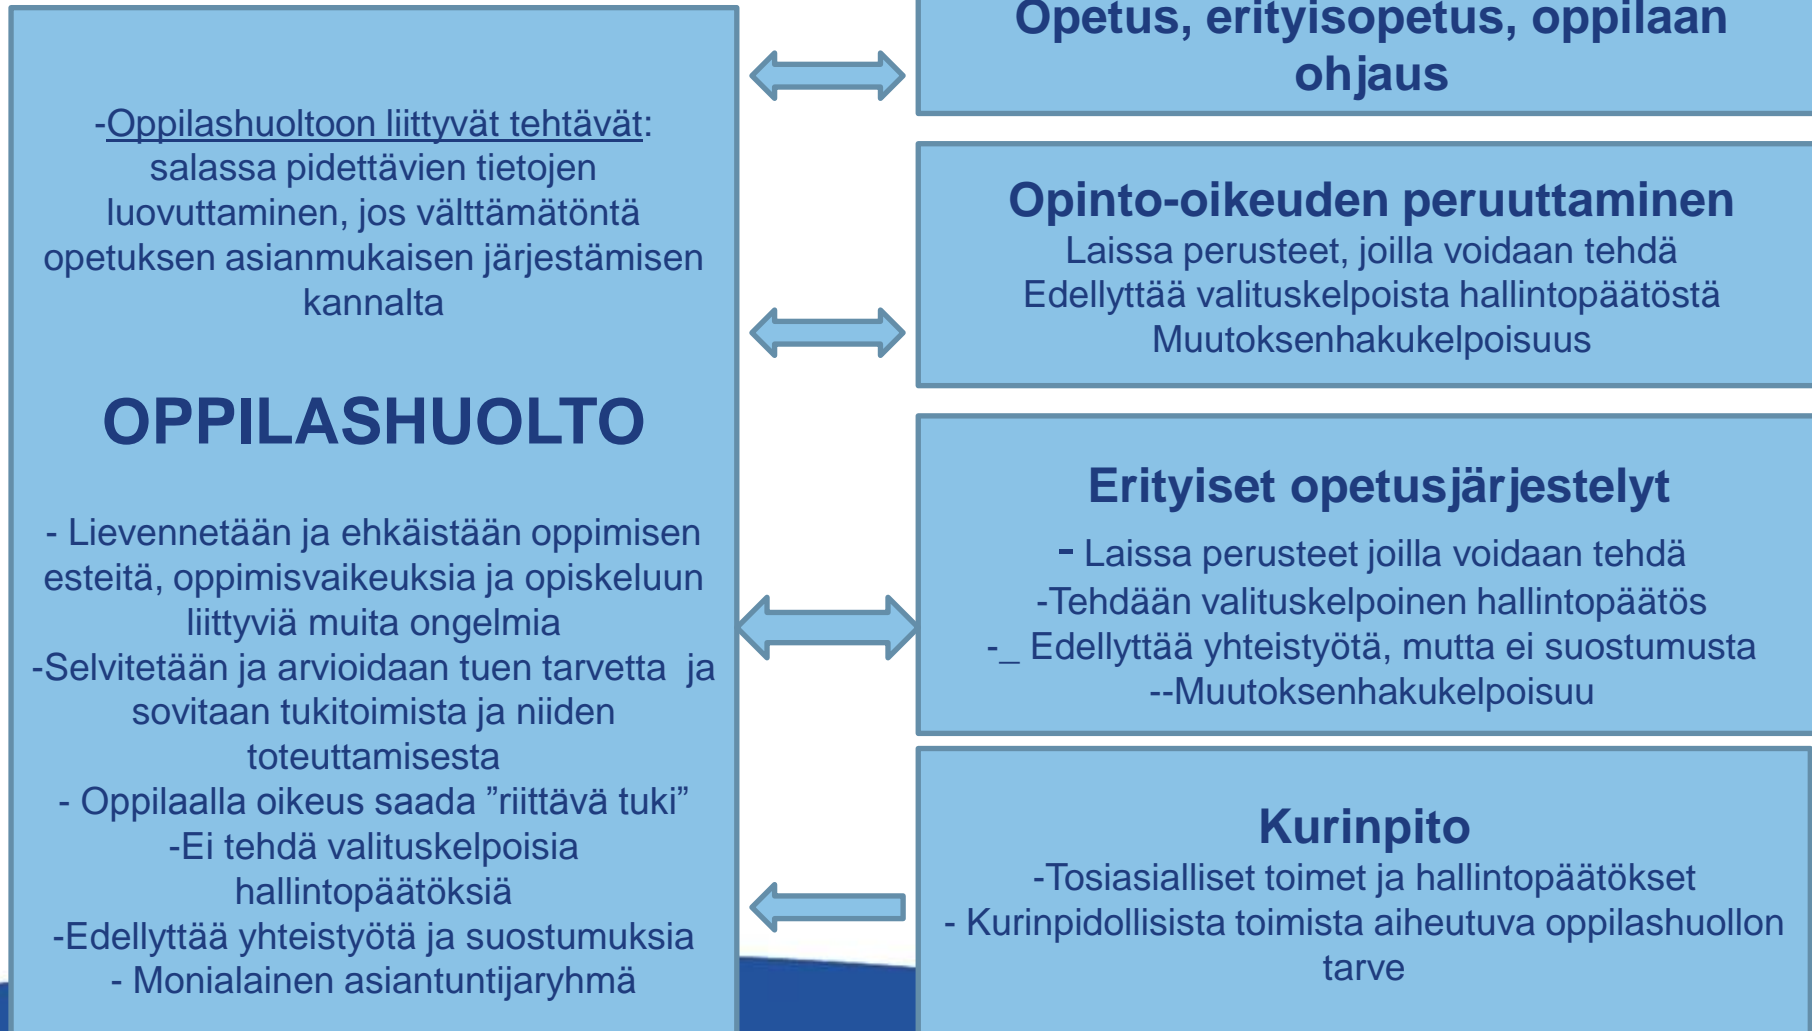 -Oppilashuoltoon liittyvät tehtävät:
salassa pidettävien tietojen
luovuttaminen, jos välttämätöntä
opetuksen asianmukaisen järjestämisen
kannalta
OPPILASHUOLTO
- Lievennetään ja ehkäistään oppimisen
esteitä, oppimisvaikeuksia ja opiskeluun
liittyviä muita ongelmia
-Selvitetään ja arvioidaan tuen tarvetta ja
sovitaan tukitoimista ja niiden
toteuttamisesta
- Oppilaalla oikeus saada ”riittävä tuki”
-Ei tehdä valituskelpoisia
hallintopäätöksiä
-Edellyttää yhteistyötä ja suostumuksia
- Monialainen asiantuntijaryhmä
Opetus, erityisopetus, oppilaan
ohjaus
Opinto-oikeuden peruuttaminen
Laissa perusteet, joilla voidaan tehdä
Edellyttää valituskelpoista hallintopäätöstä
Muutoksenhakukelpoisuus
Erityiset opetusjärjestelyt
- Laissa perusteet joilla voidaan tehdä
-Tehdään valituskelpoinen hallintopäätös
-_ Edellyttää yhteistyötä, mutta ei suostumusta
--Muutoksenhakukelpoisuu
Kurinpito
-Tosiasialliset toimet ja hallintopäätökset
- Kurinpidollisista toimista aiheutuva oppilashuollon
tarve